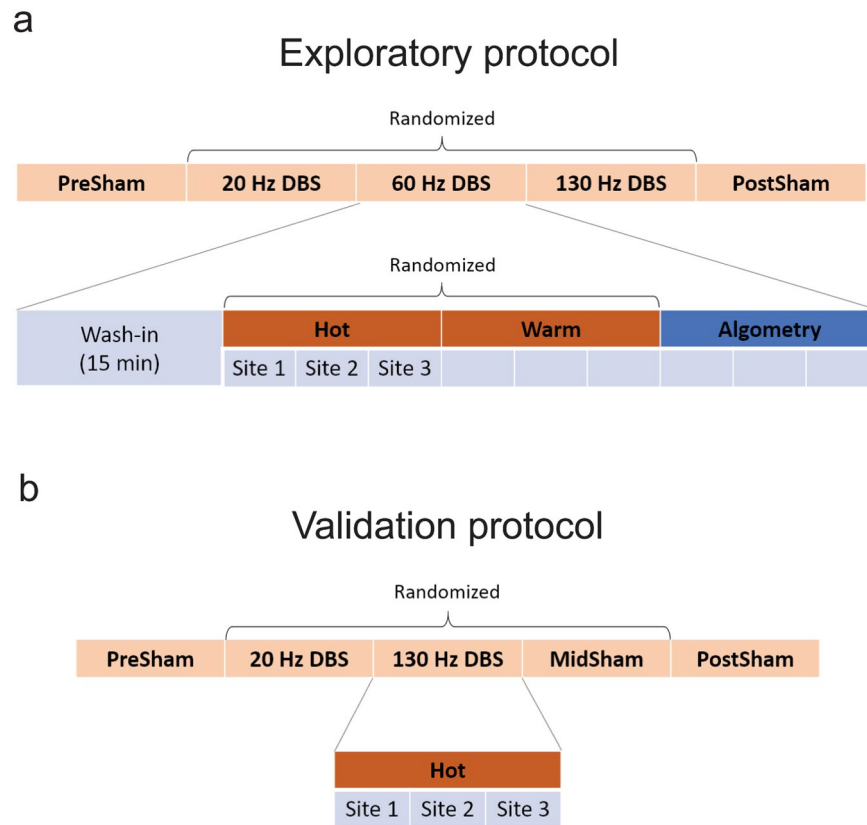 a
Exploratory protocol
Randomized
PreSham 20 Hz DBS 60 Hz DBS 130 Hz DBS PostSham
Randomized
Wash-in
(15 min)
Hot Warm Algometry
Site 1 Site 2 Site 3
b
Validation protocol
Randomized
PreSham 20 Hz DBS 130 Hz DBS MidSham PostSham
Hot
Site 1 Site 2 Site 3